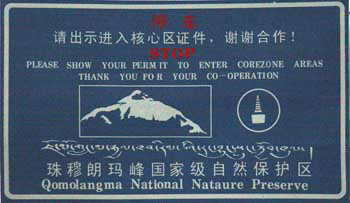 停车
请出示进入核心区证件，谢谢合作！
STOP
PLEASE SHOW YOUR PERMIT TO ENTER COREZONE AREAS
THANK YOU FOR YOUR CO-OPERATION
珠穆朗玛峰国家级自然保护区
Qomolangma National Nataure Preserve